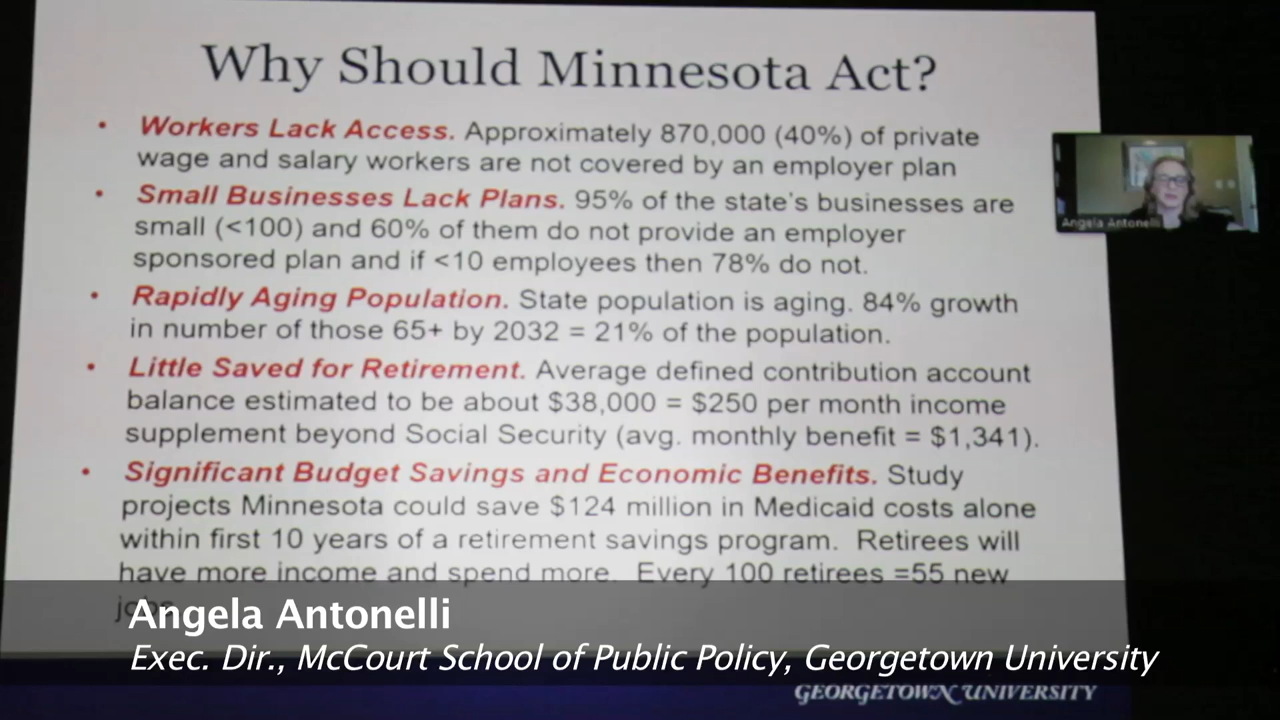 Why Should Minnesota Act?
• Workers Lack Access. Approximately 870,000 (40%) of private
wage and salary workers are not covered by an employer plan
• Small Businesses Lack Plans. 95% of the state's businesses are
small (<100) and 60% of them do not provide an employer
sponsored plan and if <10 employees then 78% do not.
• Rapidly Aging Population. State population is aging. 84% growth
in number of those 65+ by 2032 = 21% of the population.
• Little Saved for Retirement. Average defined contribution account
balance estimated to be about $38,000 = $250 per month income
supplement beyond Social Security (avg. monthly benefit = $1,341).
• Significant Budget Savings and Economic Benefits. Study
projects Minnesota could save $124 million in Medicaid costs alone
within first 10 years of a retirement savings program. Retirees will
have more income and spend more. Every 100 retirees =55 new
Angela Antonelli
Angela Antonelli
Exec. Dir., McCourt School of Public Policy, Georgetown University
GEORGETOWN UNIVERSITY